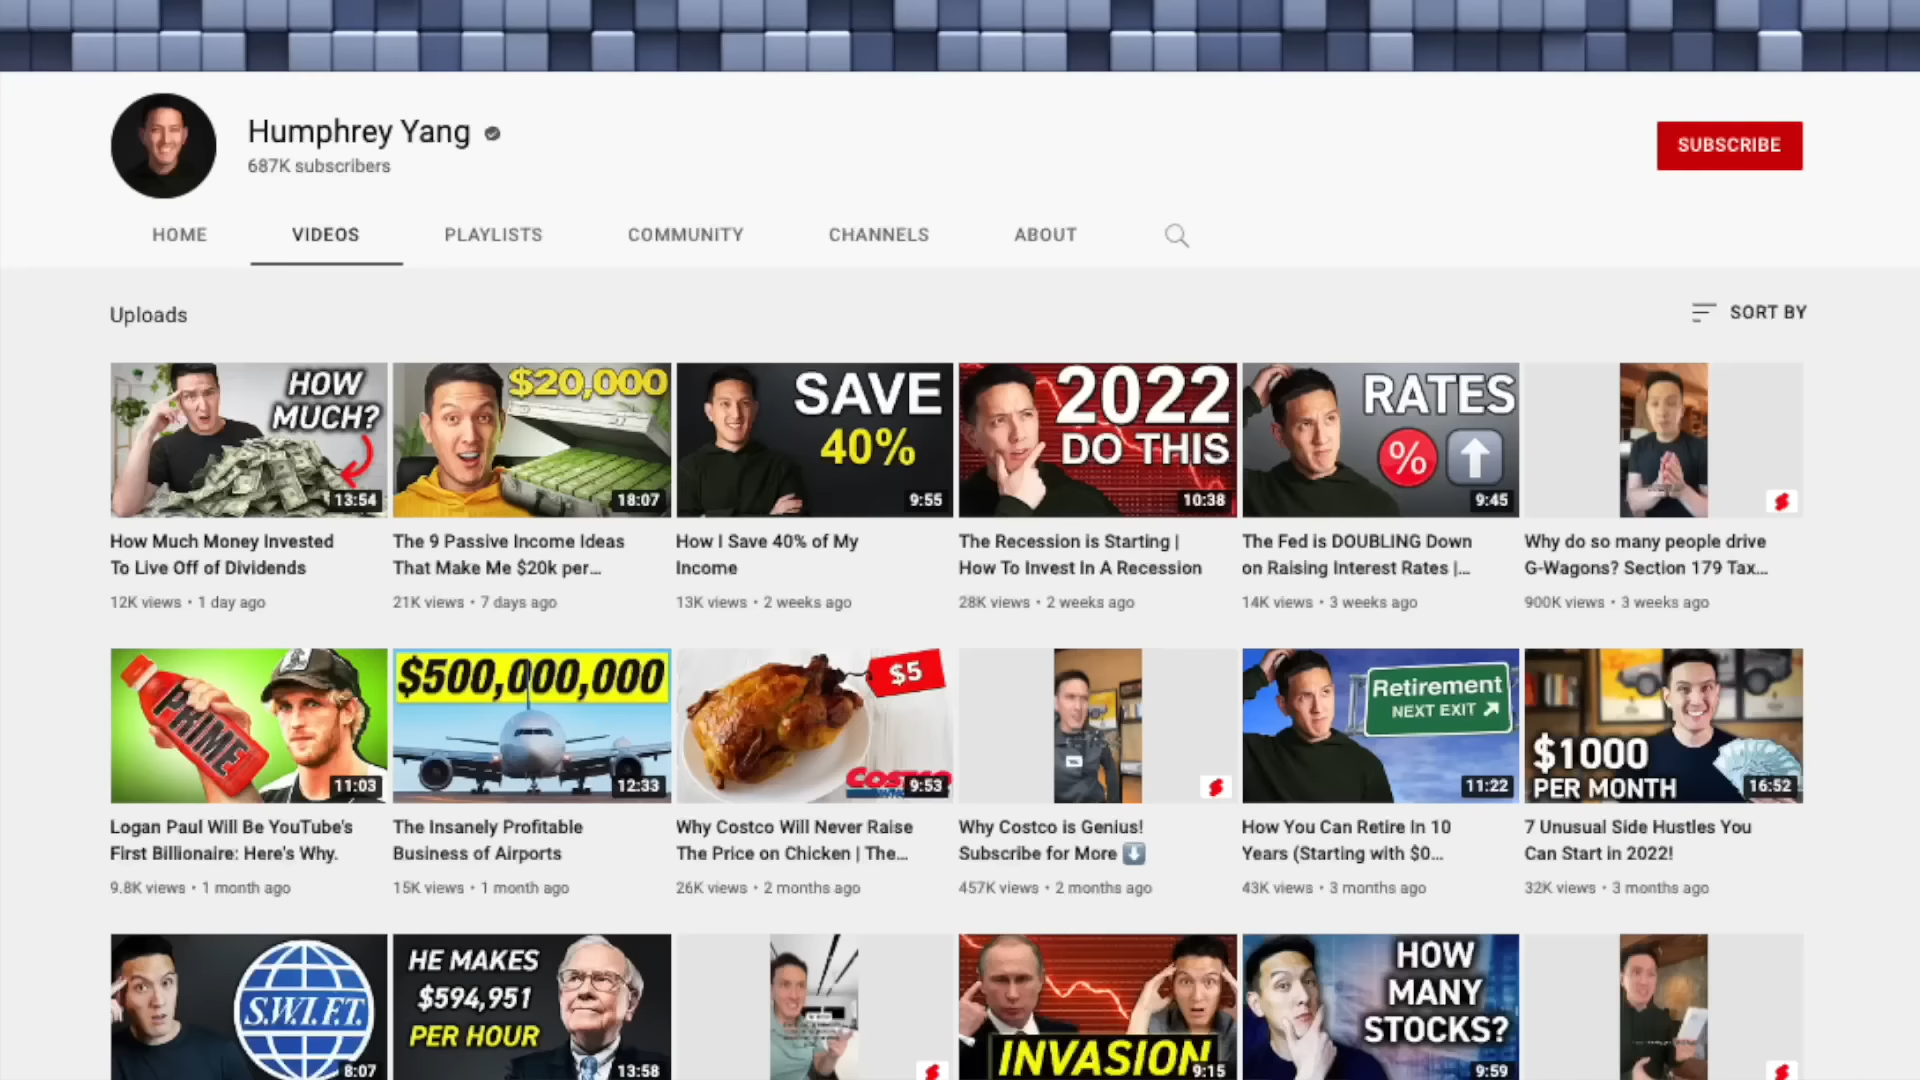 Humphrey Yang
687K subscribers
SUBSCRIBE
HOME VIDEOS PLAYLISTS COMMUNITY CHANNELS ABOUT
Uploads
SORT BY
HOW
MUCH?
13:54
$20,000
18:07
SAVE
40%
9:55
2022
DO THIS
10:38
RATES
%
9:45
How Much Money Invested
To Live Off of Dividends
12K views • 1 day ago
The 9 Passive Income Ideas
That Make Me $20k per...
21K views • 7 days ago
How I Save 40% of My
Income
13K views • 2 weeks ago
The Recession is Starting |
How To Invest In A Recession
28K views • 2 weeks ago
The Fed is DOUBLING Down
on Raising Interest Rates |...
14K views • 3 weeks ago
Why do so many people drive
G-Wagons? Section 179 Tax...
900K views • 3 weeks ago
PRIME
11:03
$500,000,000
12:33
$5
9:53
Retirement
NEXT EXIT
11:22
$1000
PER MONTH
16:52
Logan Paul Will Be YouTube's
First Billionaire: Here's Why.
9.8K views • 1 month ago
The Insanely Profitable
Business of Airports
15K views • 1 month ago
Why Costco Will Never Raise
The Price on Chicken | The...
26K views • 2 months ago
Why Costco is Genius!
Subscribe for More ⬇️
457K views • 2 months ago
How You Can Retire In 10
Years (Starting with $0...
43K views • 3 months ago
7 Unusual Side Hustles You
Can Start in 2022!
32K views • 3 months ago
S.W.I.F.T.
8:07
HE MAKES
$594,951
PER HOUR
13:58
INVASION
9:15
HOW
MANY
STOCKS?
9:59